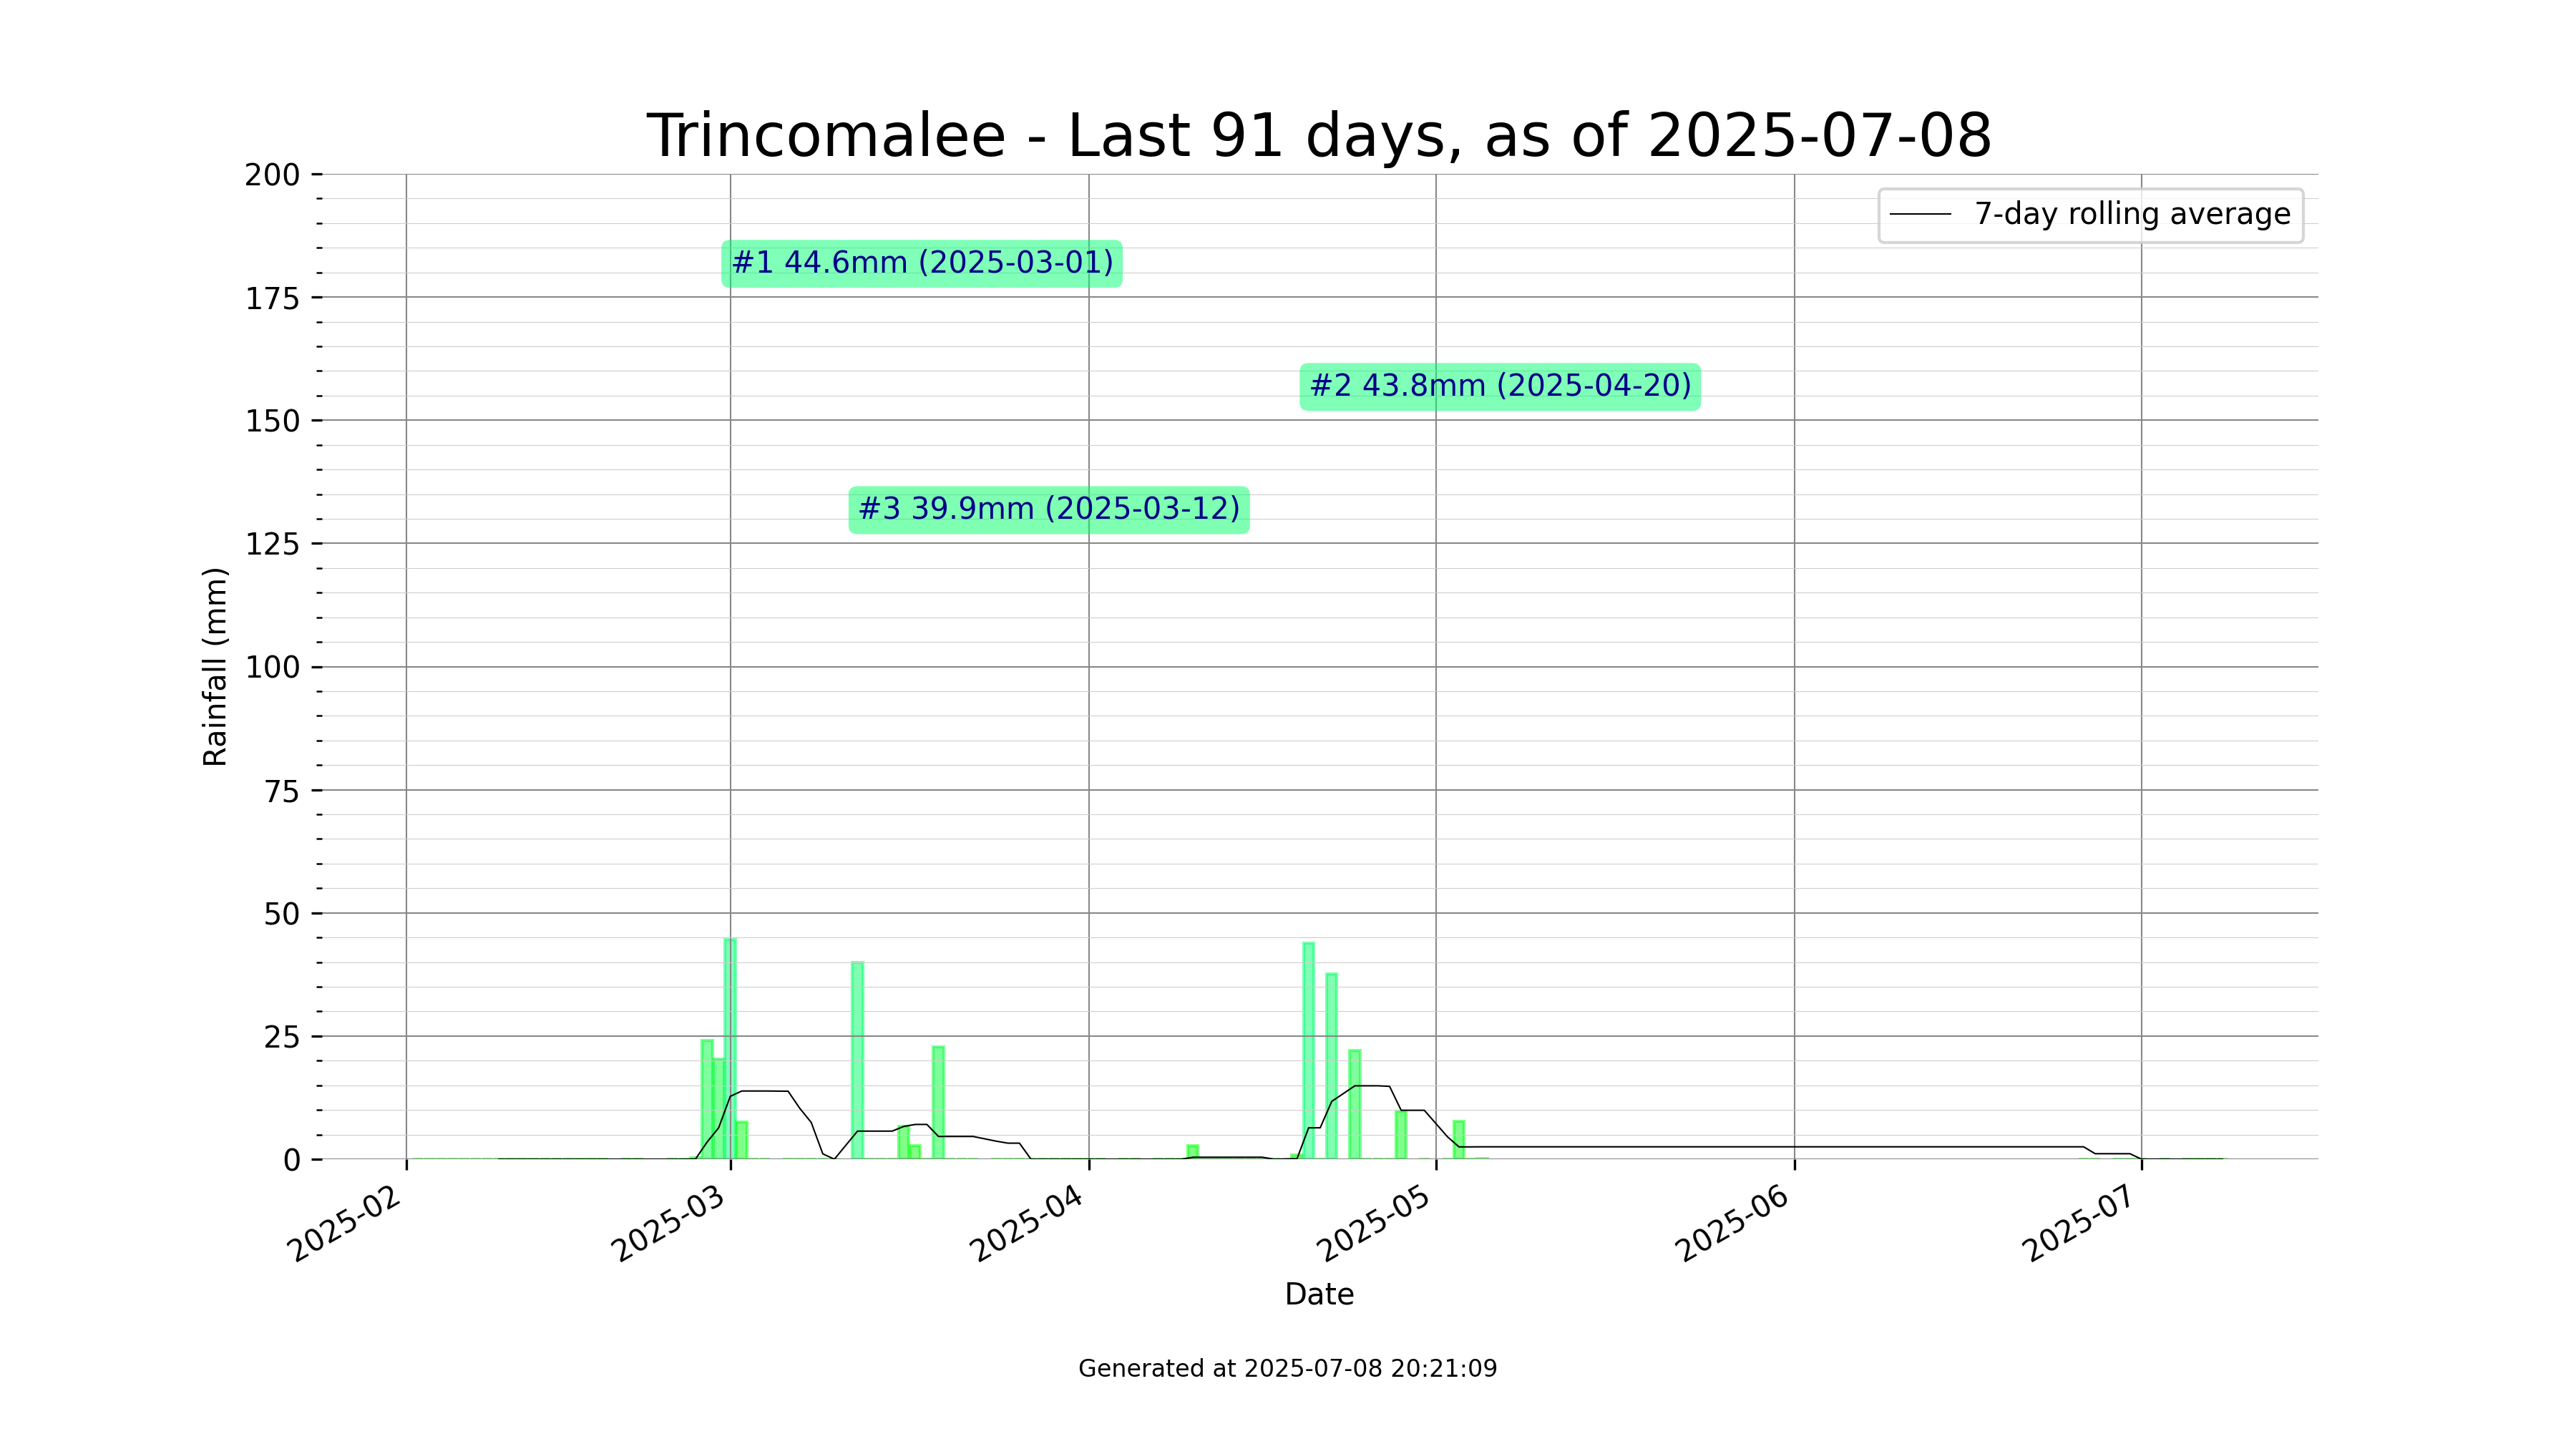 Trincomalee - Last 91 days, as of 2025-07-08
200
175
150
125
100
75
50
25
0
Rainfall (mm)
7-day rolling average
#1 44.6mm (2025-03-01)
#2 43.8mm (2025-04-20)
#3 39.9mm (2025-03-12)
2025-02
2025-03
2025-04
2025-05
2025-06
2025-07
Date
Generated at 2025-07-08 20:21:09